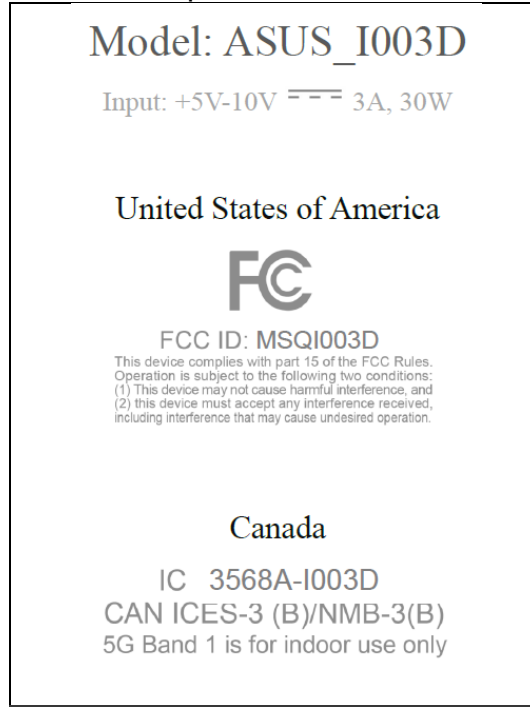 Model: ASUS_I003D
Input: +5V-10V ⎓ 3A, 30W
United States of America
FC
FCC ID: MSQI003D
This device complies with part 15 of the FCC Rules.
Operation is subject to the following two conditions:
(1) This device may not cause harmful interference, and
(2) this device must accept any interference received,
including interference that may cause undesired operation.
Canada
IC 3568A-I003D
CAN ICES-3 (B)/NMB-3(B)
5G Band 1 is for indoor use only